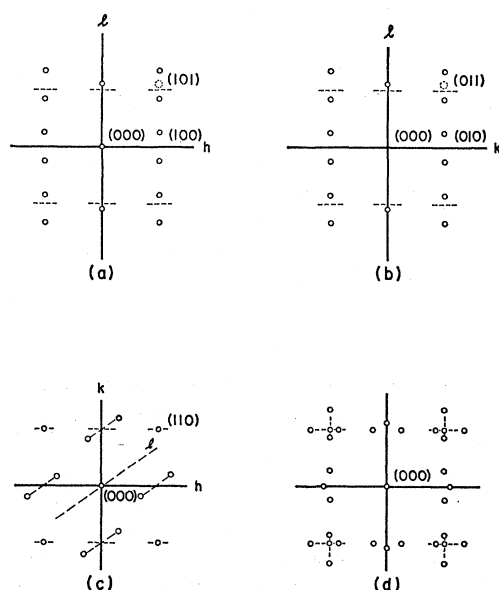 ℓ
(101)
(000)
(100)
h
(a)
ℓ
(011)
(000)
(010)
k
(b)
k
(110)
ℓ
h
(000)
(c)
(000)
(d)